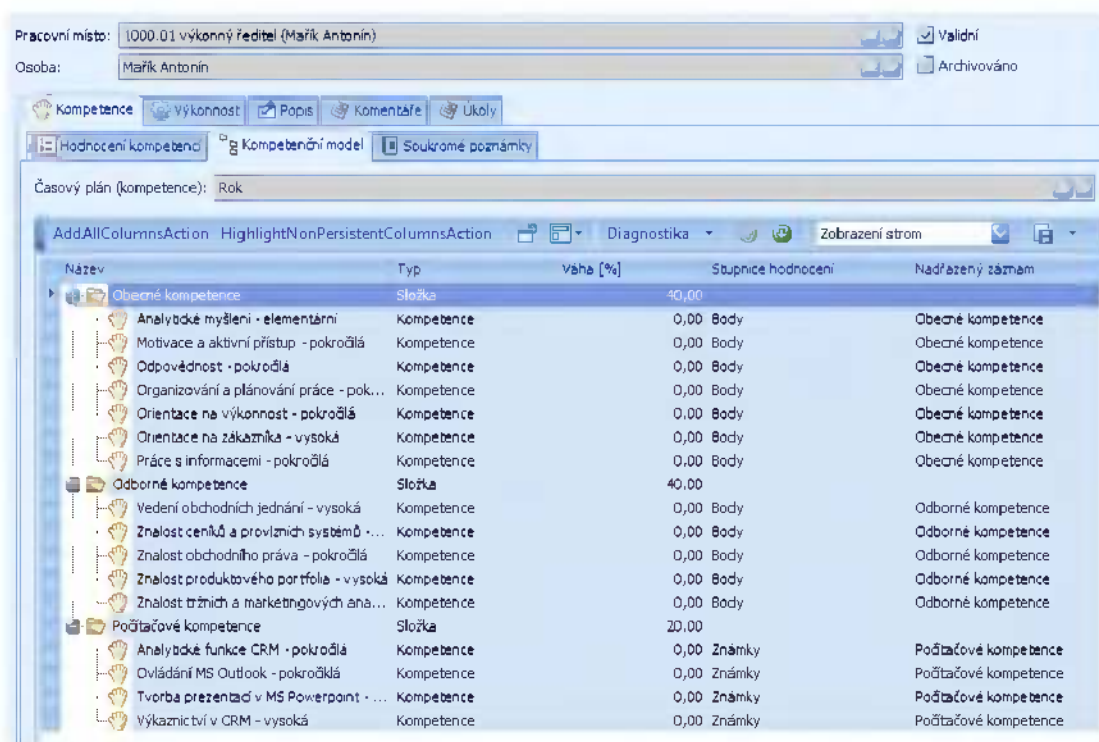 Pracovní místo: 1000.01 výkonný ředitel (Mařík Antonín) Validní
Osoba: Mařík Antonín Archivováno
Kompetence Výkonnost Popis Komentáře Úkoly
Hodnocení kompetencí Kompetenční model Soukromé poznámky
Časový plán (kompetence): Rok
AddAllColumnsAction HighlightNonPersistentColumnsAction Diagnostika Zobrazení strom
Název Typ Váha [%] Stupnice hodnocení Nadřazený záznam
Obecné kompetence Složka 40,00
Analytické myšlení - elementární Kompetence 0,00 Body Obecné kompetence
Motivace a aktivní přístup - pokročilá Kompetence 0,00 Body Obecné kompetence
Odpovědnost - pokročilá Kompetence 0,00 Body Obecné kompetence
Organizování a plánování práce - pok... Kompetence 0,00 Body Obecné kompetence
Orientace na výkonnost - pokročilá Kompetence 0,00 Body Obecné kompetence
Orientace na zákazníka - vysoká Kompetence 0,00 Body Obecné kompetence
Práce s informacemi - pokročilá Kompetence 0,00 Body Obecné kompetence
Odborné kompetence Složka 40,00
Vedení obchodních jednání - vysoká Kompetence 0,00 Body Odborné kompetence
Znalost ceníků a provizních systémů -... Kompetence 0,00 Body Odborné kompetence
Znalost obchodního práva - pokročilá Kompetence 0,00 Body Odborné kompetence
Znalost produktového portfolia - vysoká Kompetence 0,00 Body Odborné kompetence
Znalost tržních a marketingových ana... Kompetence 0,00 Body Odborné kompetence
Počítačové kompetence Složka 20,00
Analytické funkce CRM - pokročilá Kompetence 0,00 Známky Počítačové kompetence
Ovládání MS Outlook - pokročiklá Kompetence 0,00 Známky Počítačové kompetence
Tvorba prezentací v MS Powerpoint - ... Kompetence 0,00 Známky Počítačové kompetence
Výkaznictví v CRM - vysoká Kompetence 0,00 Známky Počítačové kompetence